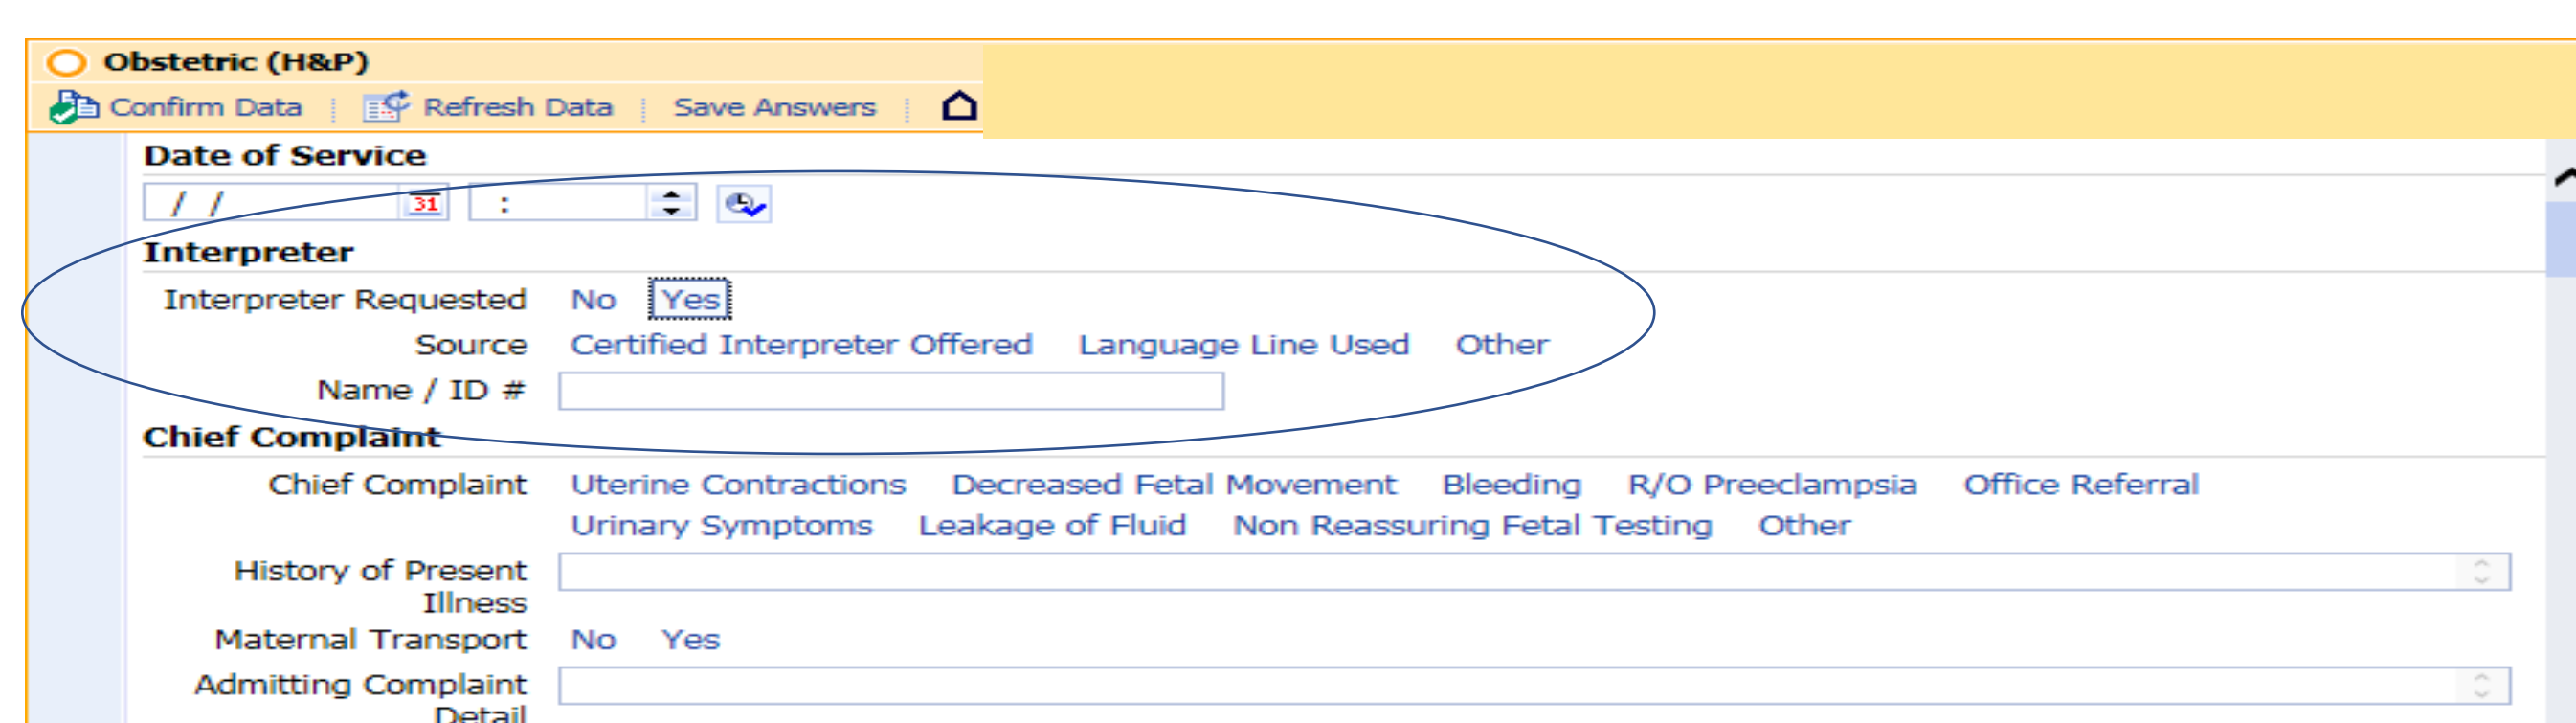 Obstetric (H&P)
Confirm Data Refresh Data Save Answers
Date of Service
/ / 31 :
Interpreter
Interpreter Requested No Yes
Source Certified Interpreter Offered Language Line Used Other
Name / ID #
Chief Complaint
Chief Complaint Uterine Contractions Decreased Fetal Movement Bleeding R/O Preeclampsia Office Referral
Urinary Symptoms Leakage of Fluid Non Reassuring Fetal Testing Other
History of Present
Illness
Maternal Transport No Yes
Admitting Complaint
Detail